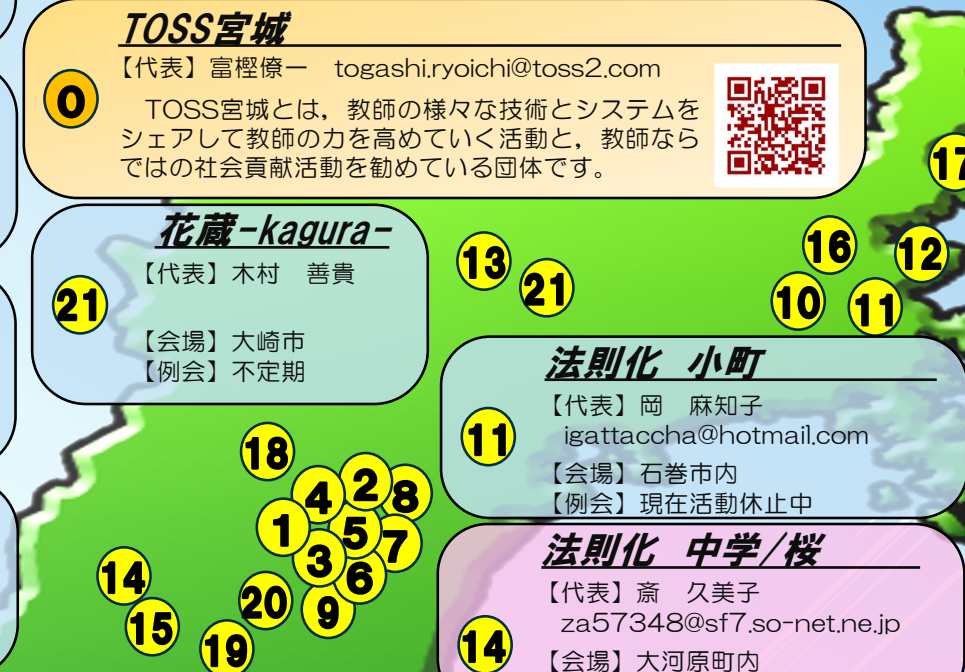 TOSS宮城
0
【代表】富樫僚一 togashi.ryoichi@toss2.com
TOSS宮城とは，教師の様々な技術とシステムを
シェアして教師の力を高めていく活動と，教師なら
ではの社会貢献活動を勧めている団体です。
17
花蔵-kagura-
21
【代表】木村 善貴
【会場】大崎市
【例会】不定期
13
21
16
12
10
11
法則化 小町
11
【代表】岡 麻知子
igattaccha@hotmail.com
【会場】石巻市内
【例会】現在活動休止中
18
4
2
8
1
5
7
3
6
14
20
9
15
19
法則化 中学/桜
14
【代表】斎 久美子
za57348@sf7.so-net.ne.jp
【会場】大河原町内